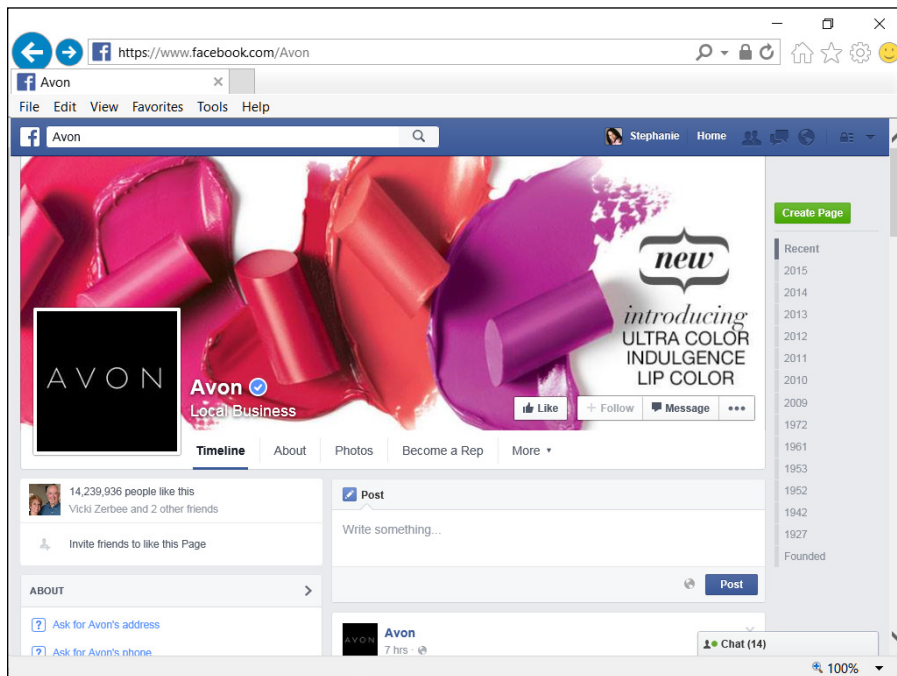 https://www.facebook.com/Avon
Avon
File Edit View Favorites Tools Help
Avon
Stephanie Home
new
introducing
ULTRA COLOR
INDULGENCE
LIP COLOR
AVON
Avon
Local Business
Like Follow Message
Timeline About Photos Become a Rep More
Create Page
Recent
2015
2014
2013
2012
2011
2010
2009
1972
1961
1953
1952
1942
1927
Founded
14,239,936 people like this
Vicki Zerbee and 2 other friends
Invite friends to like this Page
ABOUT
? Ask for Avon's address
? Ask for Avon's phone
Post
Write something...
Post
AVON
Avon
7 hrs ·
Chat (14)
100%